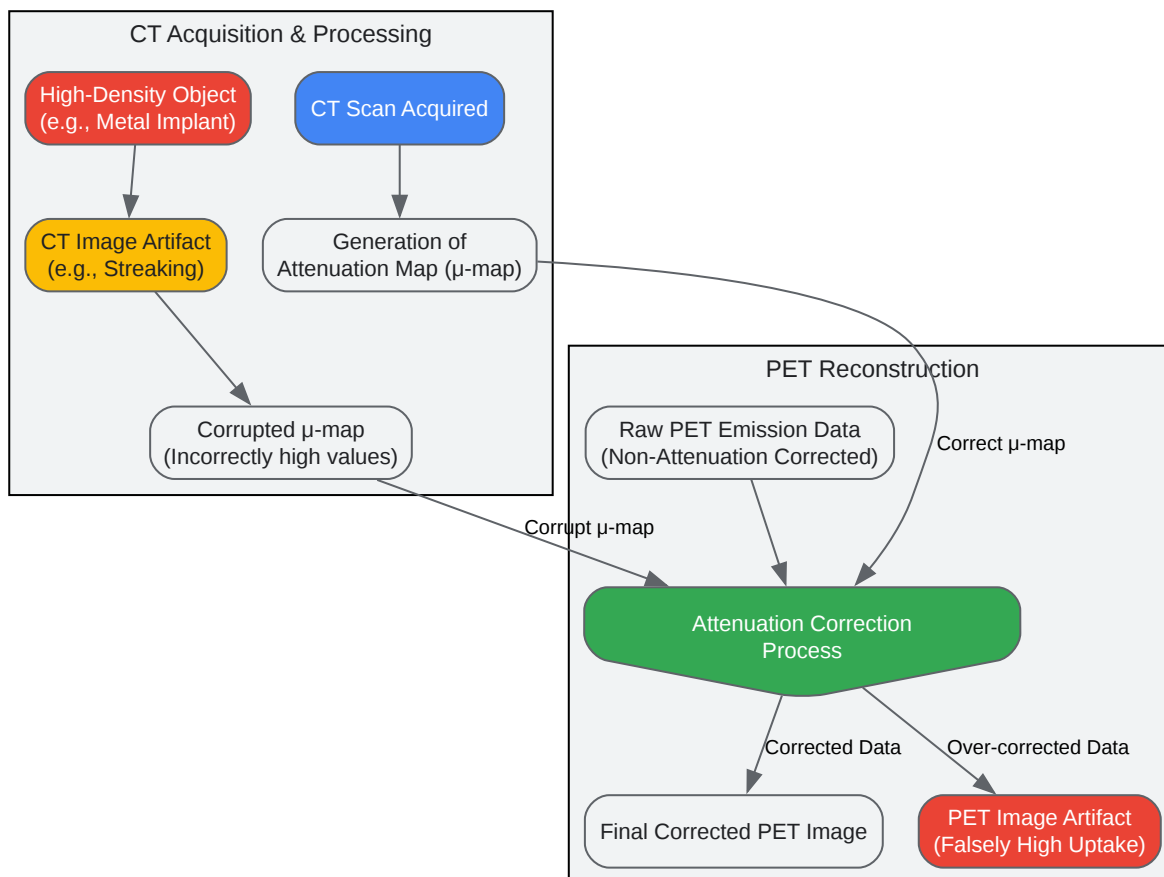 CT Acquisition & Processing
High-Density Object
(e.g., Metal Implant)
CT Scan Acquired
CT Image Artifact
(e.g., Streaking)
Generation of
Attenuation Map (μ-map)
Corrupted μ-map
(Incorrectly high values)
PET Reconstruction
Raw PET Emission Data
(Non-Attenuation Corrected)
Correct μ-map
Corrupt μ-map
Attenuation Correction
Process
Corrected Data
Over-corrected Data
Final Corrected PET Image
PET Image Artifact
(Falsely High Uptake)